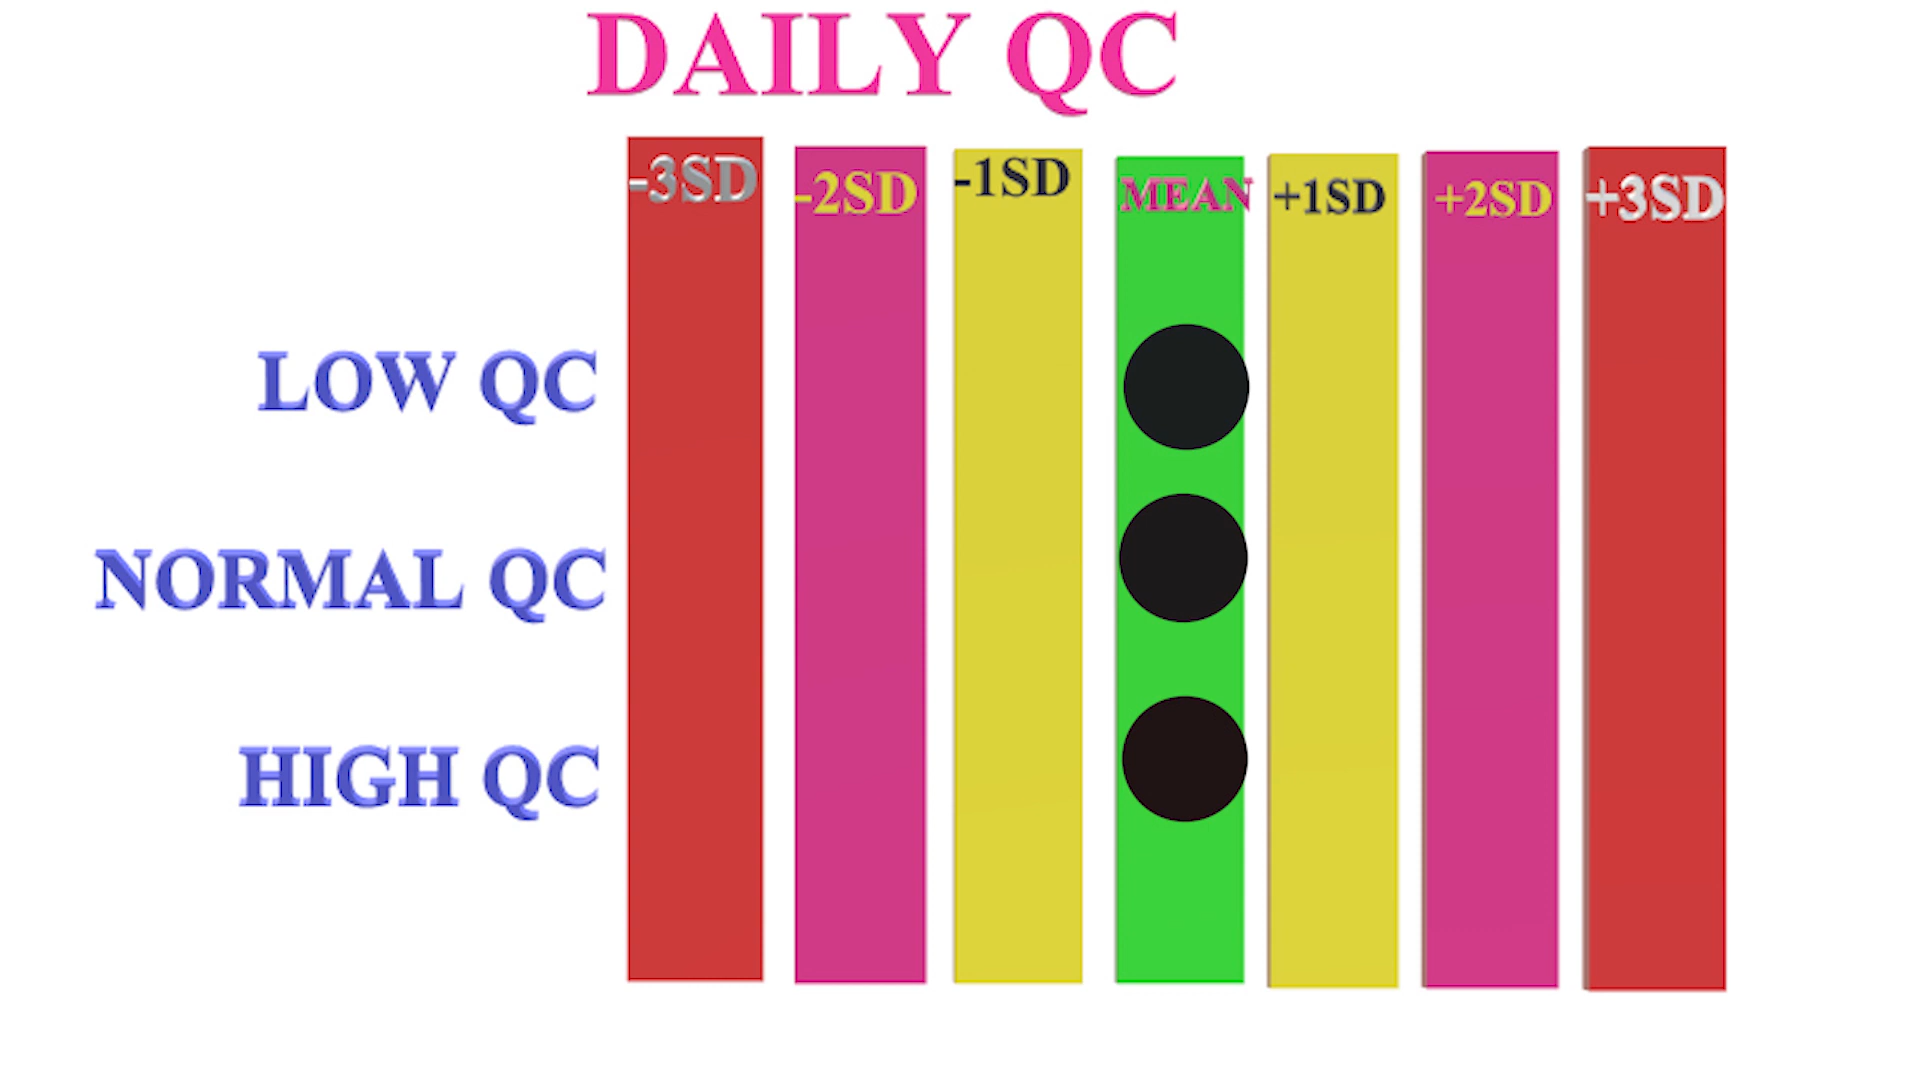 DAILY QC
-3SD
-2SD
-1SD
MEAN
+1SD
+2SD
+3SD
LOW QC
NORMAL QC
HIGH QC